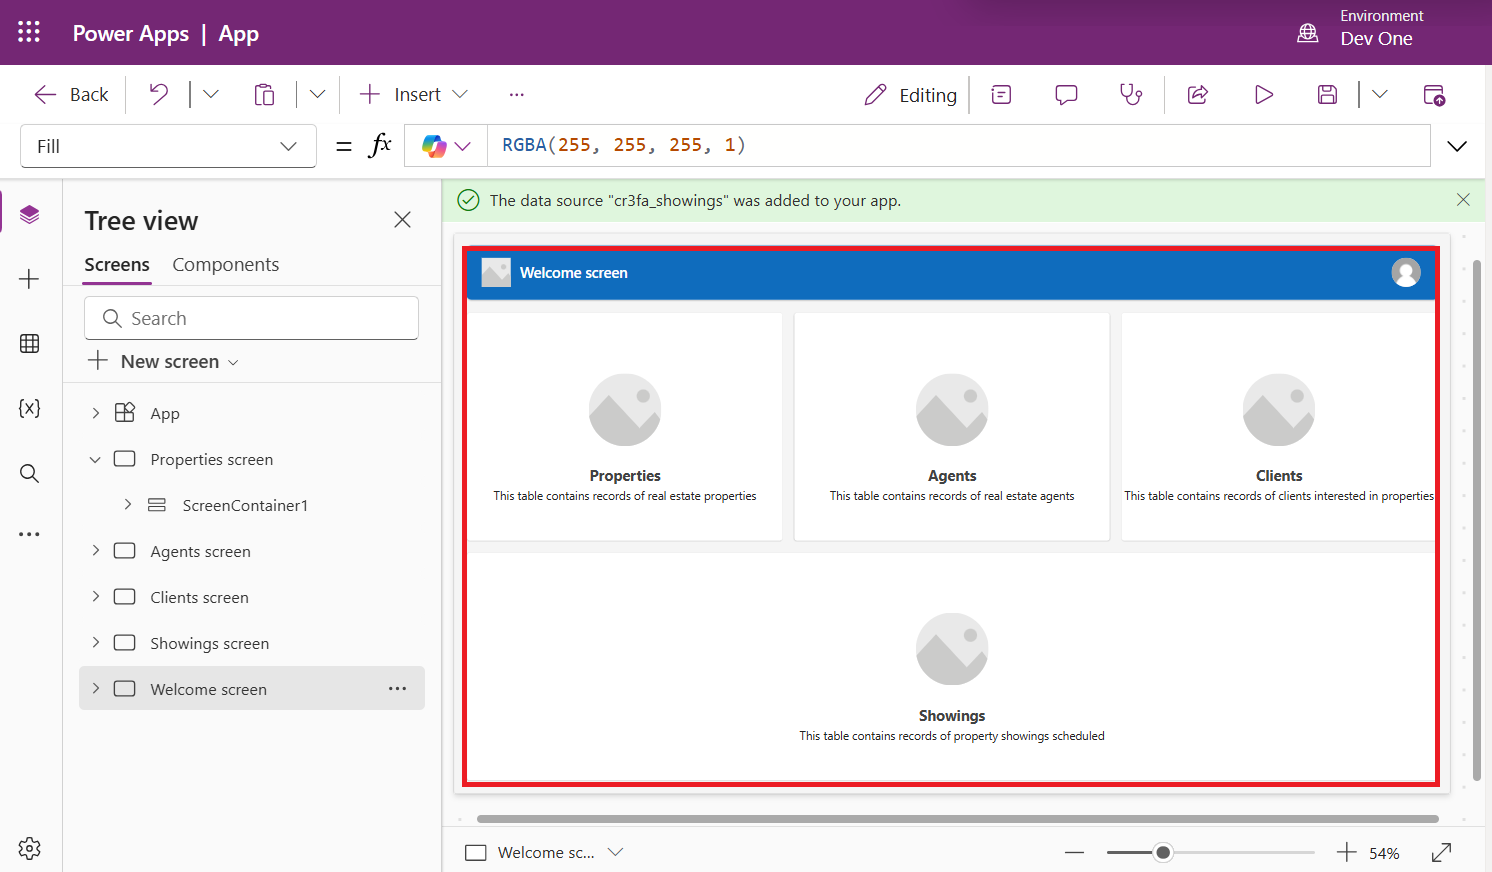 Power Apps | App
Environment
Dev One
Back
Insert
...
Editing
Fill
= fx
RGBA(255, 255, 255, 1)
Tree view
Screens
Components
Search
New screen
App
Properties screen
ScreenContainer1
Agents screen
Clients screen
Showings screen
Welcome screen
...
{x}
The data source "cr3fa_showings" was added to your app.
Welcome screen
Properties
This table contains records of real estate properties
Agents
This table contains records of real estate agents
Clients
This table contains records of clients interested in properties
Showings
This table contains records of property showings scheduled
Welcome sc...
54%